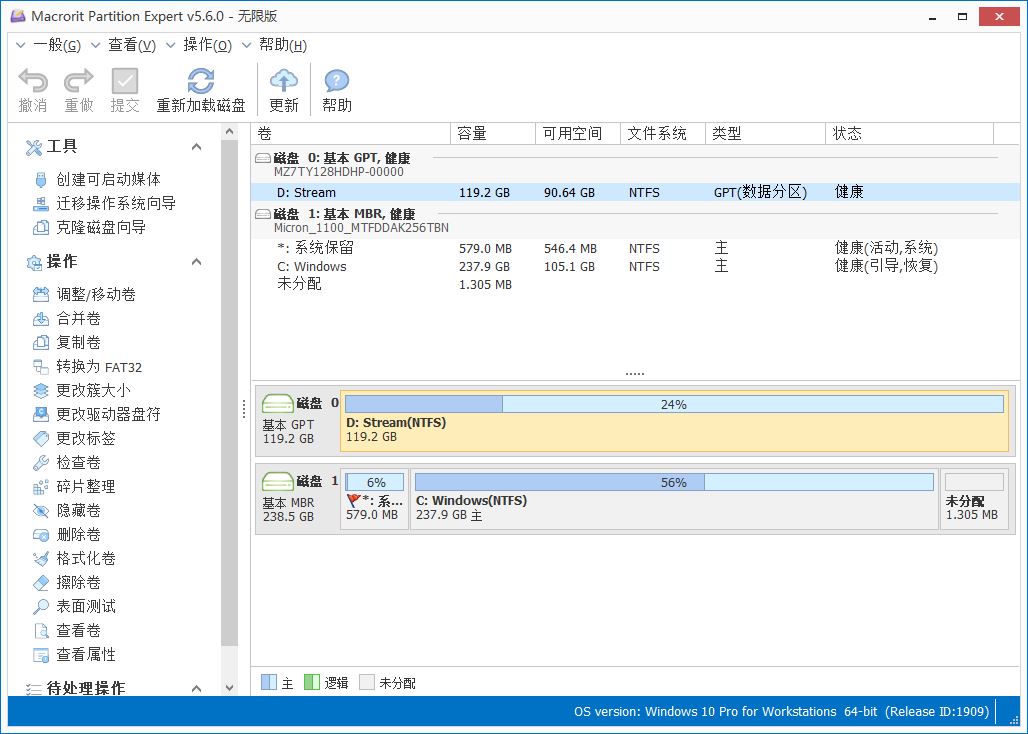 Macrorit Partition Expert v5.6.0 - 无限版
一般(G) 查看(V) 操作(O) 帮助(H)
撤消 重做 提交 重新加载磁盘 更新 帮助
工具
创建可启动媒体
迁移操作系统向导
克隆磁盘向导
操作
调整/移动卷
合并卷
复制卷
转换为 FAT32
更改簇大小
更改驱动器盘符
更改标签
检查卷
碎片整理
隐藏卷
删除卷
格式化卷
擦除卷
表面测试
查看卷
查看属性
待处理操作
卷 容量 可用空间 文件系统 类型 状态
磁盘 0: 基本 GPT, 健康
MZ7TY128HDHP-00000
D: Stream 119.2 GB 90.64 GB NTFS GPT(数据分区) 健康
磁盘 1: 基本 MBR, 健康
Micron_1100_MTFDDAK256TBN
*: 系统保留 579.0 MB 546.4 MB NTFS 主 健康(活动,系统)
C: Windows 237.9 GB 105.1 GB NTFS 主 健康(引导,恢复)
未分配 1.305 MB
磁盘 0 24%
基本 GPT D: Stream(NTFS)
119.2 GB 119.2 GB
磁盘 1 6% 56%
基本 MBR *: 系... C: Windows(NTFS) 未分配
238.5 GB 579.0 MB 237.9 GB 主 1.305 MB
主 逻辑 未分配
OS version: Windows 10 Pro for Workstations 64-bit (Release ID:1909)